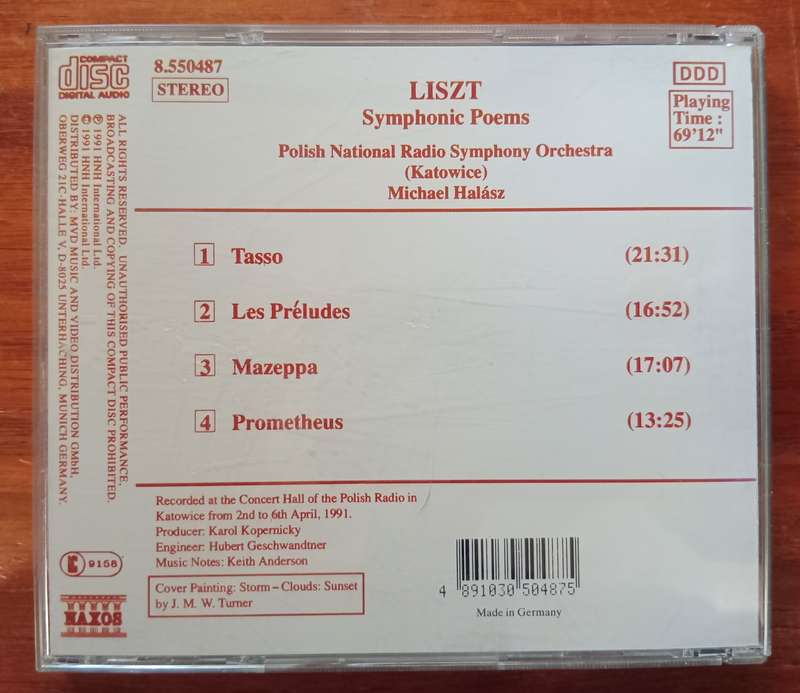 COMPACT
disc
DIGITAL AUDIO
8.550487
STEREO
LISZT
Symphonic Poems
Polish National Radio Symphony Orchestra
(Katowice)
Michael Halász
DDD
Playing
Time :
69'12"
1 Tasso (21:31)
2 Les Préludes (16:52)
3 Mazeppa (17:07)
4 Prometheus (13:25)
ALL RIGHTS RESERVED. UNAUTHORISED PUBLIC PERFORMANCE,
BROADCASTING AND COPYING OF THIS COMPACT DISC PROHIBITED.
℗ 1991 HNH International Ltd.
© 1991 HNH International Ltd.
DISTRIBUTED BY: MVD MUSIC AND VIDEO DISTRIBUTION GMbH,
OBERWEG 21C-HALLE V, D-8025 UNTERHACHING, MUNICH GERMANY.
Recorded at the Concert Hall of the Polish Radio in
Katowice from 2nd to 6th April, 1991.
Producer: Karol Kopernicky
Engineer: Hubert Geschwandtner
Music Notes: Keith Anderson
Cover Painting: Storm – Clouds: Sunset
by J. M. W. Turner
9158
NAXOS
4 891030 504875
Made in Germany